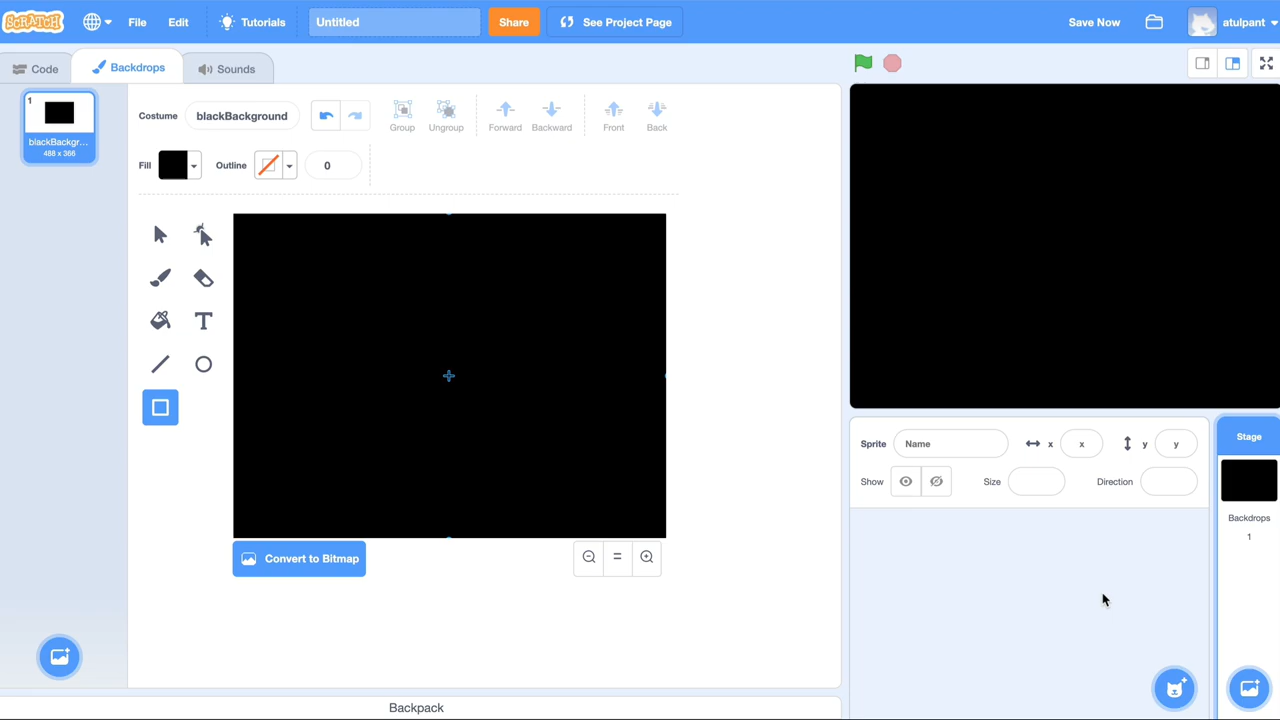 SCRATCH File Edit Tutorials Untitled Share See Project Page Save Now atulpant
Code Backdrops Sounds
1
blackBackgr...
488 x 366
Costume blackBackground
Group Ungroup Forward Backward Front Back
Fill Outline 0
T
Convert to Bitmap =
Backpack
Sprite Name x x y y
Show Size Direction
Stage
Backdrops
1